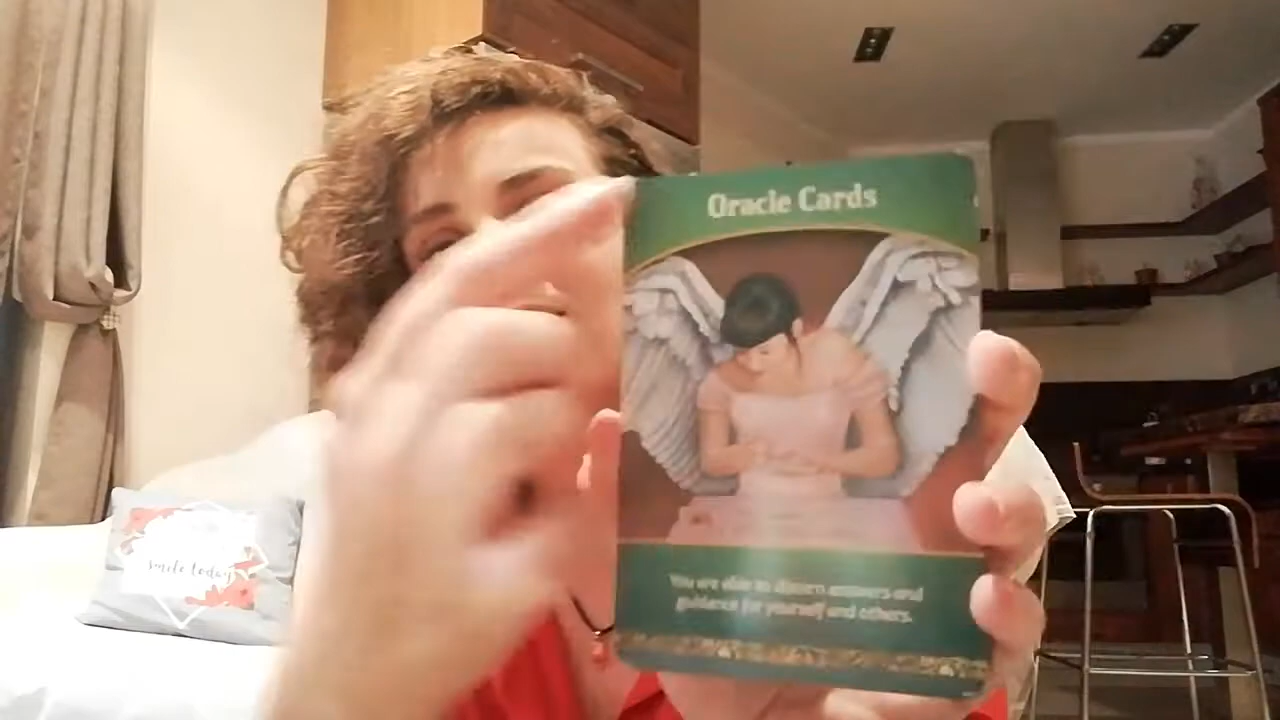 Oracle Cards
You are able to discern answers and
guidance for yourself and others.
smile today